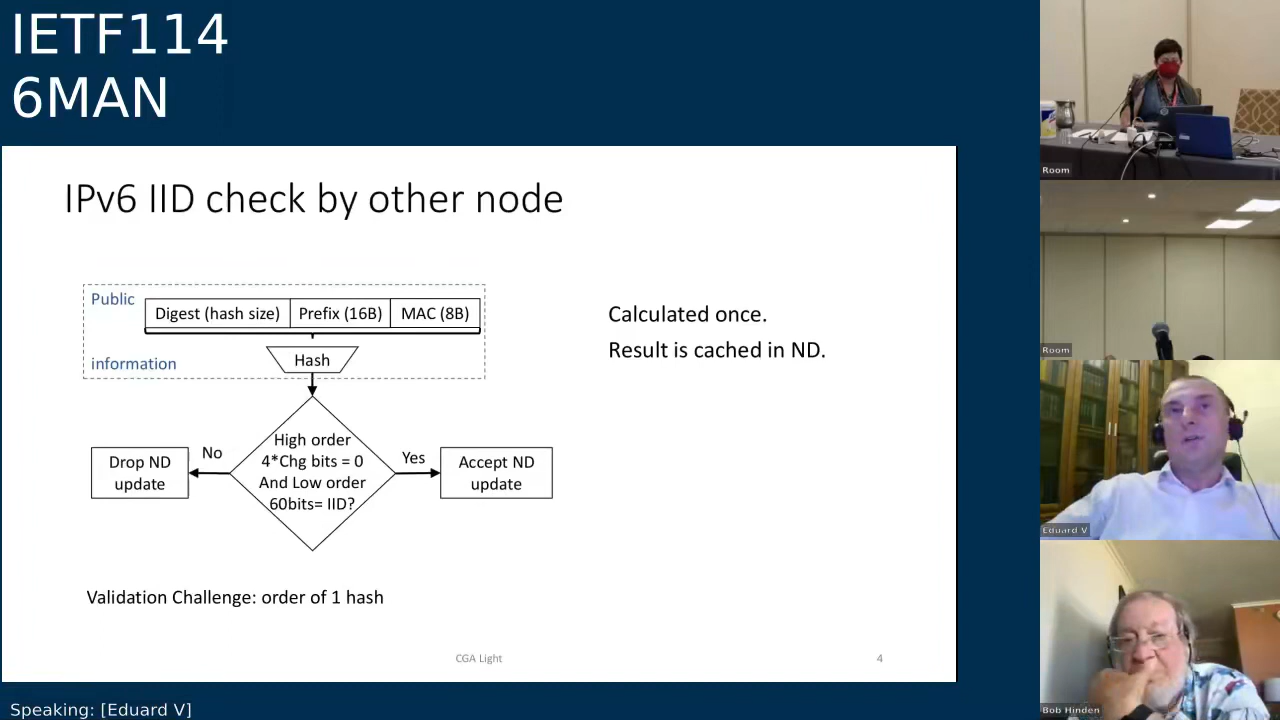 IETF114
6MAN
IPv6 IID check by other node
Public
Digest (hash size) Prefix (16B) MAC (8B)
information
Hash
Calculated once.
Result is cached in ND.
High order
4*Chg bits = 0
And Low order
60bits= IID?
No
Yes
Drop ND
update
Accept ND
update
Validation Challenge: order of 1 hash
CGA Light
4
Speaking: [Eduard V]
Room
Room
Eduard V
Bob Hinden